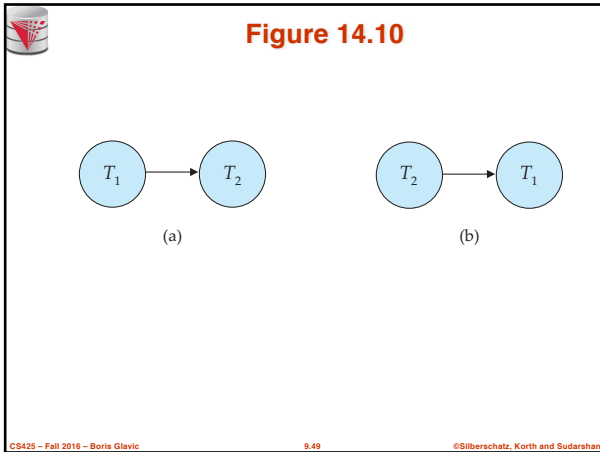 Figure 14.10
T1 T2
(a)
T2 T1
(b)
CS425 – Fall 2016 – Boris Glavic 9.49 ©Silberschatz, Korth and Sudarshan